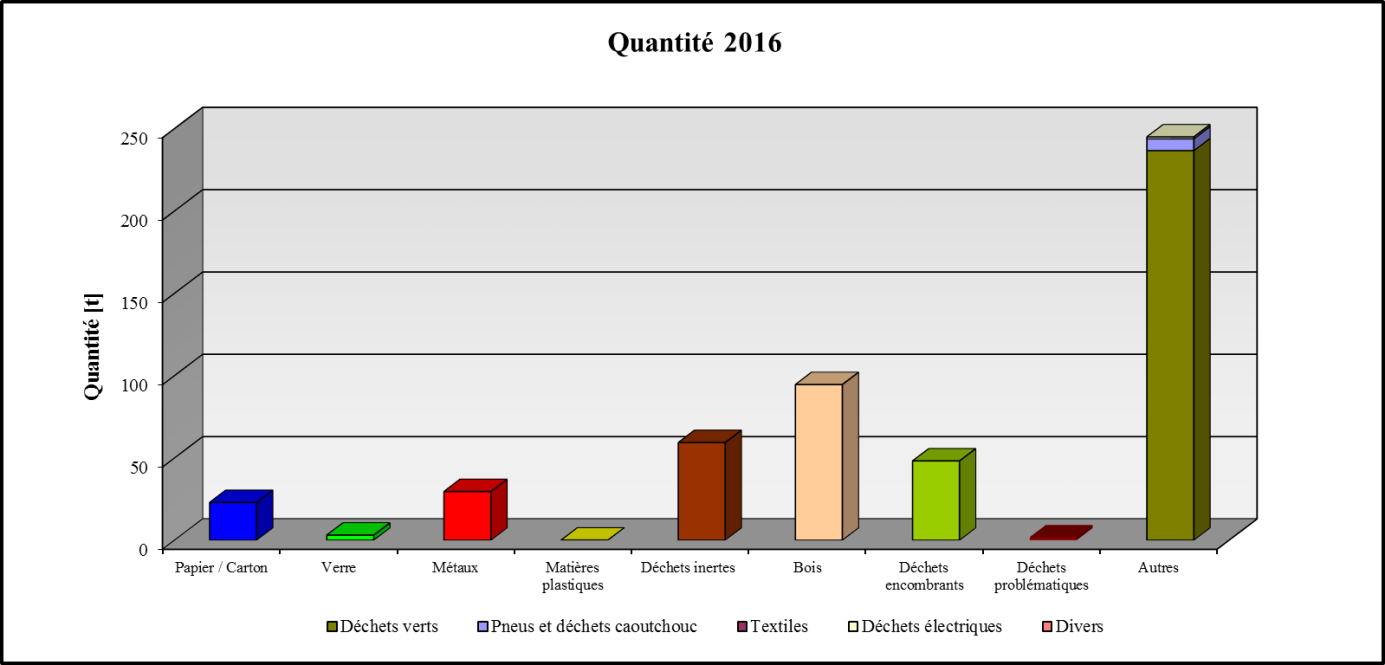 Quantité 2016
Quantité [t]
250
200
150
100
50
0
Papier / Carton
Verre
Métaux
Matières
plastiques
Déchets inertes
Bois
Déchets
encombrants
Déchets
problématiques
Autres
Déchets verts
Pneus et déchets caoutchouc
Textiles
Déchets électriques
Divers